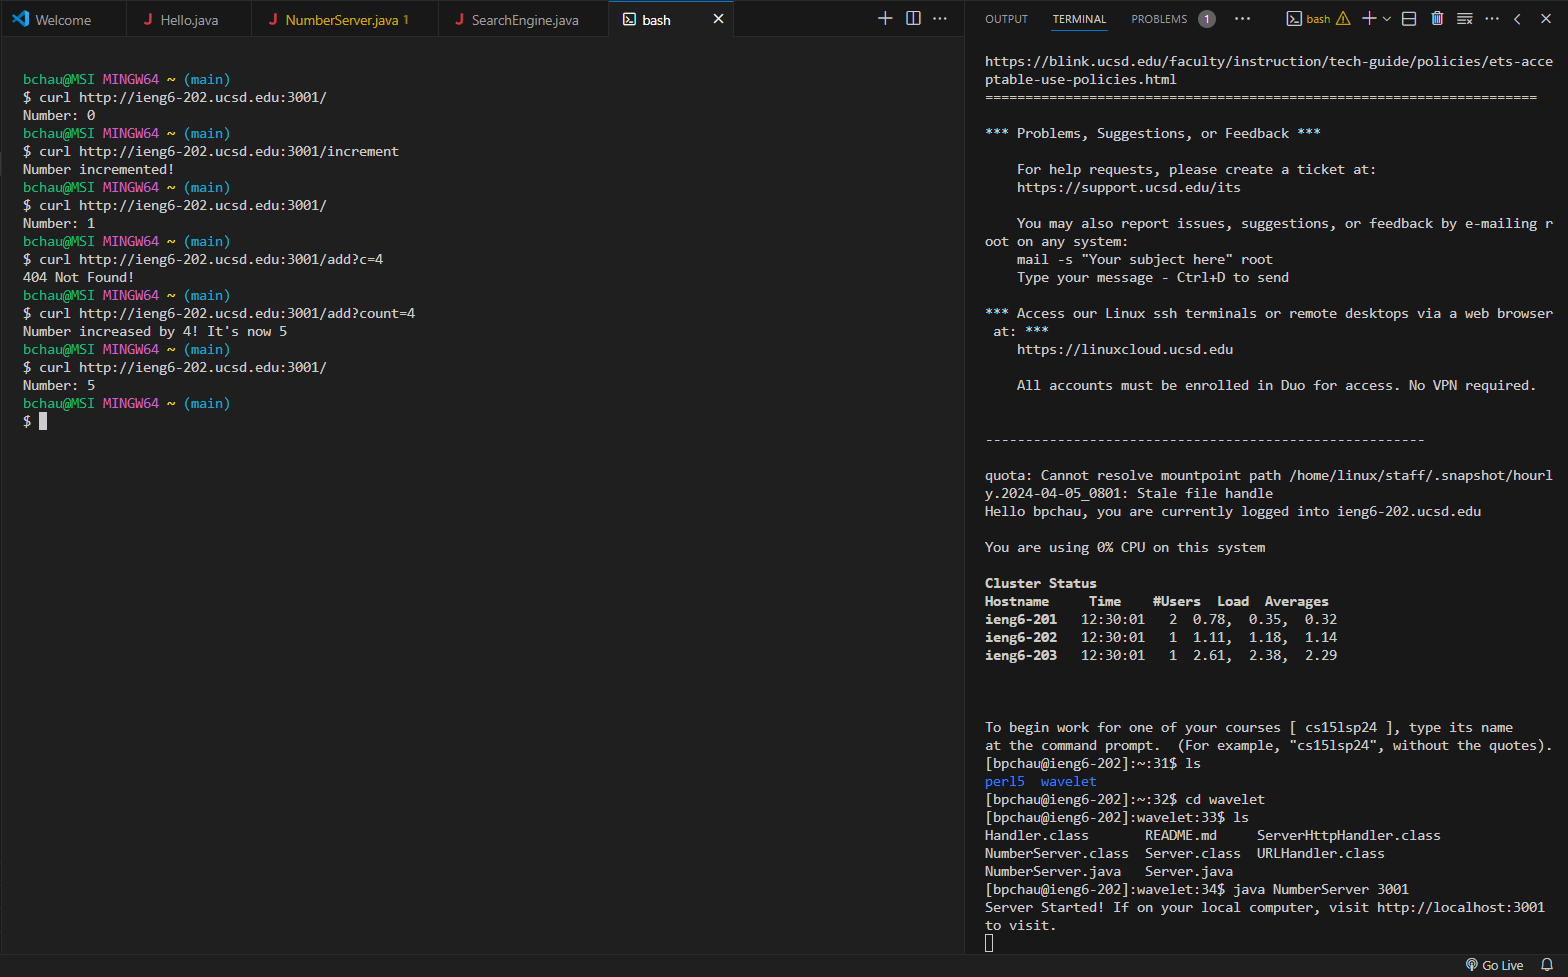 Welcome
Hello.java
NumberServer.java 1
SearchEngine.java
bash
bchau@MSI MINGW64 ~ (main)
$ curl http://ieng6-202.ucsd.edu:3001/
Number: 0
bchau@MSI MINGW64 ~ (main)
$ curl http://ieng6-202.ucsd.edu:3001/increment
Number incremented!
bchau@MSI MINGW64 ~ (main)
$ curl http://ieng6-202.ucsd.edu:3001/
Number: 1
bchau@MSI MINGW64 ~ (main)
$ curl http://ieng6-202.ucsd.edu:3001/add?c=4
404 Not Found!
bchau@MSI MINGW64 ~ (main)
$ curl http://ieng6-202.ucsd.edu:3001/add?count=4
Number increased by 4! It's now 5
bchau@MSI MINGW64 ~ (main)
$ curl http://ieng6-202.ucsd.edu:3001/
Number: 5
bchau@MSI MINGW64 ~ (main)
$
OUTPUT TERMINAL PROBLEMS 1
bash
https://blink.ucsd.edu/faculty/instruction/tech-guide/policies/ets-acce
ptable-use-policies.html
=====================================================================
*** Problems, Suggestions, or Feedback ***
For help requests, please create a ticket at:
https://support.ucsd.edu/its
You may also report issues, suggestions, or feedback by e-mailing r
oot on any system:
mail -s "Your subject here" root
Type your message - Ctrl+D to send
*** Access our Linux ssh terminals or remote desktops via a web browser
at: ***
https://linuxcloud.ucsd.edu
All accounts must be enrolled in Duo for access. No VPN required.
-------------------------------------------------------
quota: Cannot resolve mountpoint path /home/linux/staff/.snapshot/hourl
y.2024-04-05_0801: Stale file handle
Hello bpchau, you are currently logged into ieng6-202.ucsd.edu
You are using 0% CPU on this system
Cluster Status
Hostname     Time    #Users  Load  Averages
ieng6-201   12:30:01   2  0.78,  0.35,  0.32
ieng6-202   12:30:01   1  1.11,  1.18,  1.14
ieng6-203   12:30:01   1  2.61,  2.38,  2.29
To begin work for one of your courses [ cs15lsp24 ], type its name
at the command prompt.  (For example, "cs15lsp24", without the quotes).
[bpchau@ieng6-202]:~:31$ ls
perl5  wavelet
[bpchau@ieng6-202]:~:32$ cd wavelet
[bpchau@ieng6-202]:wavelet:33$ ls
Handler.class       README.md     ServerHttpHandler.class
NumberServer.class  Server.class  URLHandler.class
NumberServer.java   Server.java
[bpchau@ieng6-202]:wavelet:34$ java NumberServer 3001
Server Started! If on your local computer, visit http://localhost:3001
to visit.
Go Live